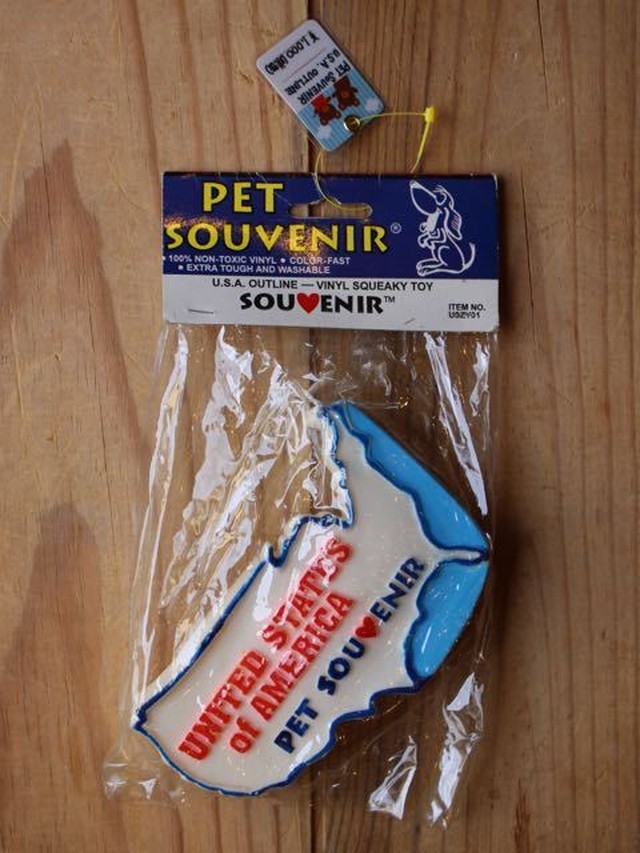 PET SOUVENIR
U.S.A. OUTLINE
¥1,000
PET
SOUVENIR®
• 100% NON-TOXIC VINYL • COLOR-FAST
• EXTRA TOUGH AND WASHABLE
U.S.A. OUTLINE — VINYL SQUEAKY TOY
SOU♥ENIR™
ITEM NO.
UNITED STATES
of AMERICA
PET SOU♥ENIR